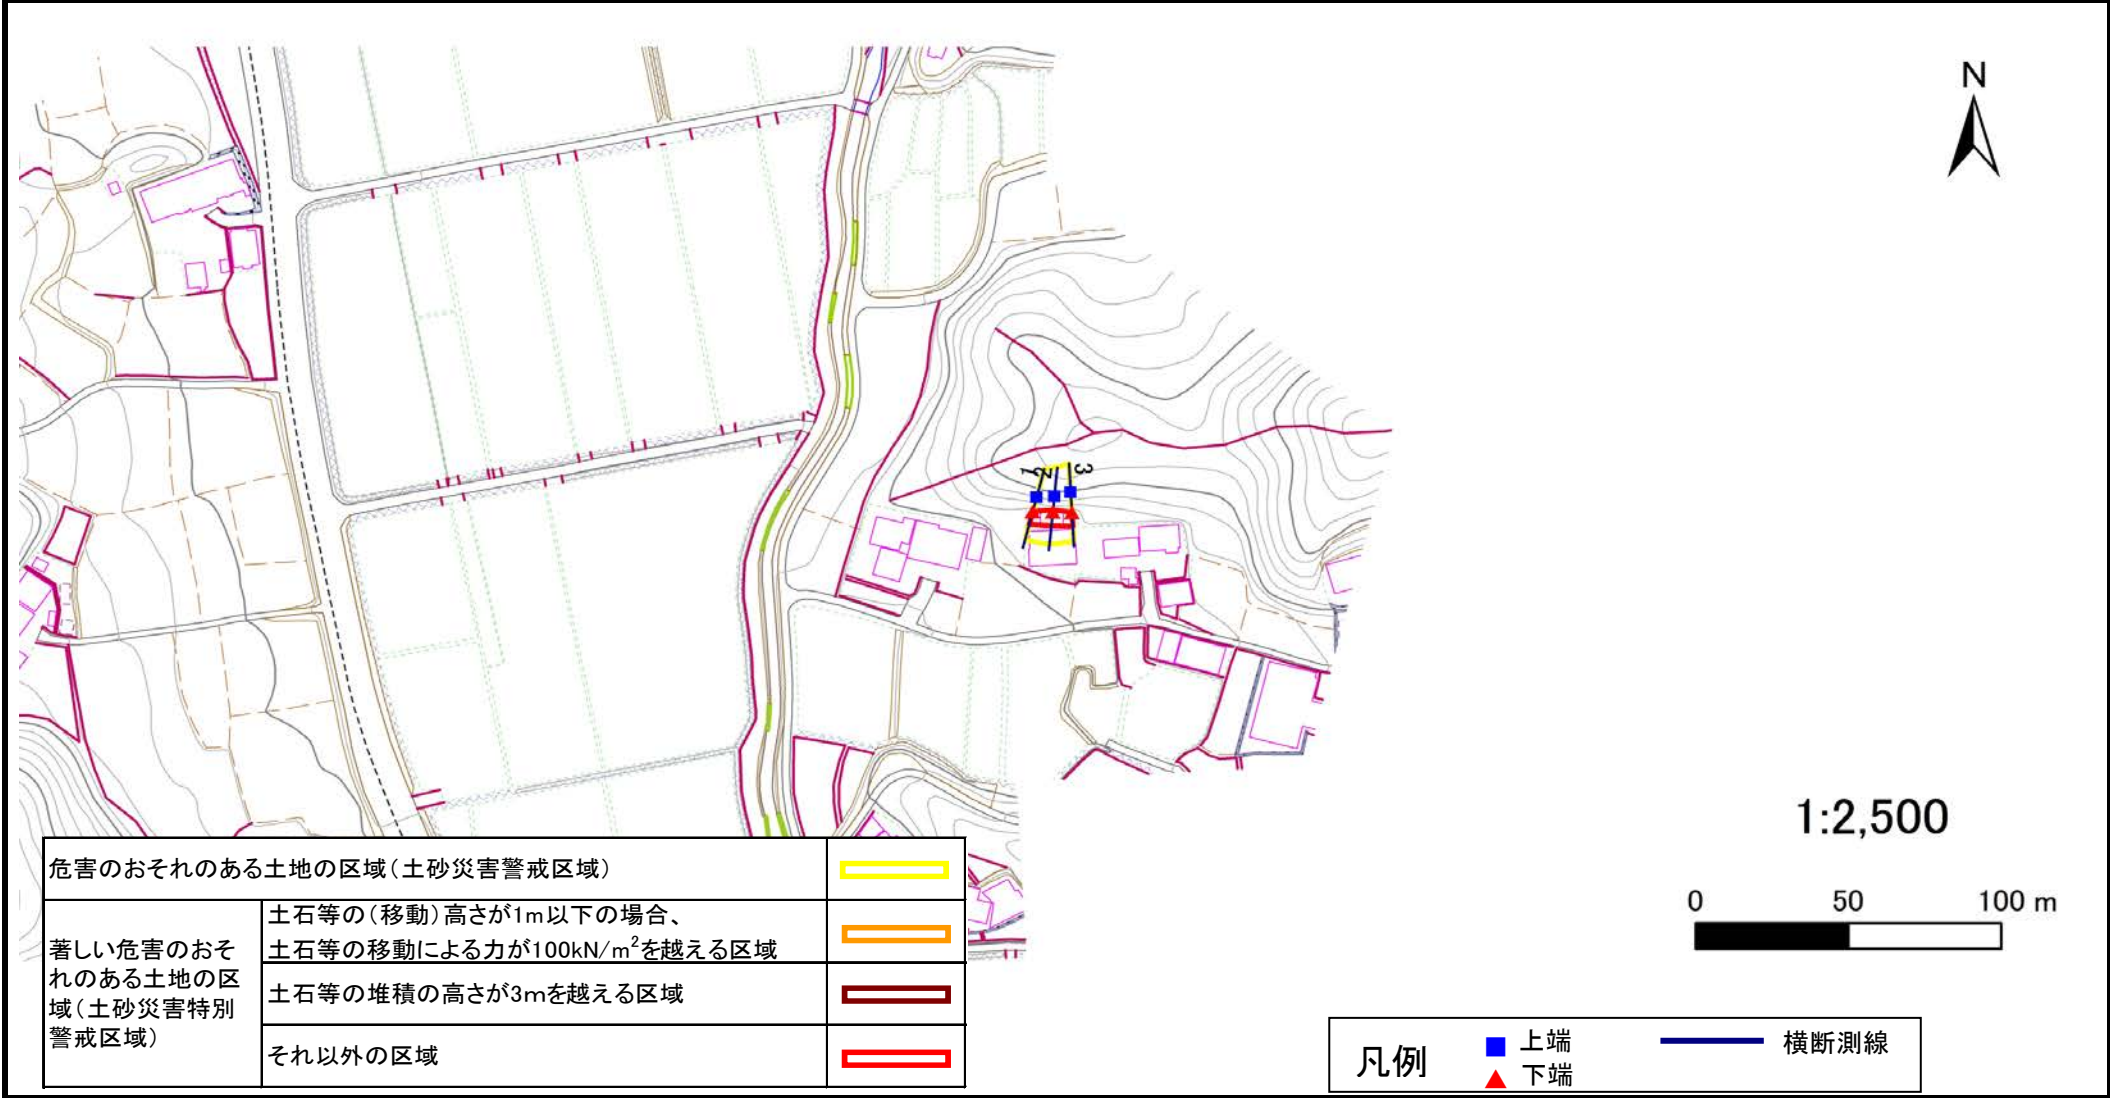 N
1
2
3
1:2,500
0 50 100 m
危害のおそれのある土地の区域(土砂災害警戒区域)
著しい危害のおそ
れのある土地の区
域(土砂災害特別
警戒区域)
土石等の(移動)高さが1m以下の場合、
土石等の移動による力が100kN/m²を越える区域
土石等の堆積の高さが3mを越える区域
それ以外の区域
凡例
上端
下端
横断測線